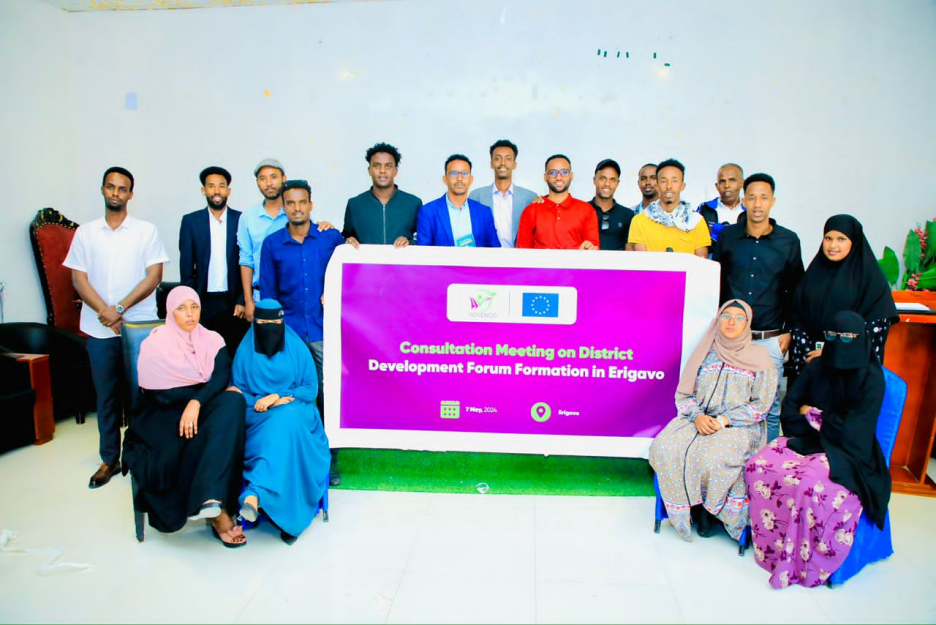 YOVENCO
Consultation Meeting on District
Development Forum Formation in Erigavo
7 May, 2024
Erigavo